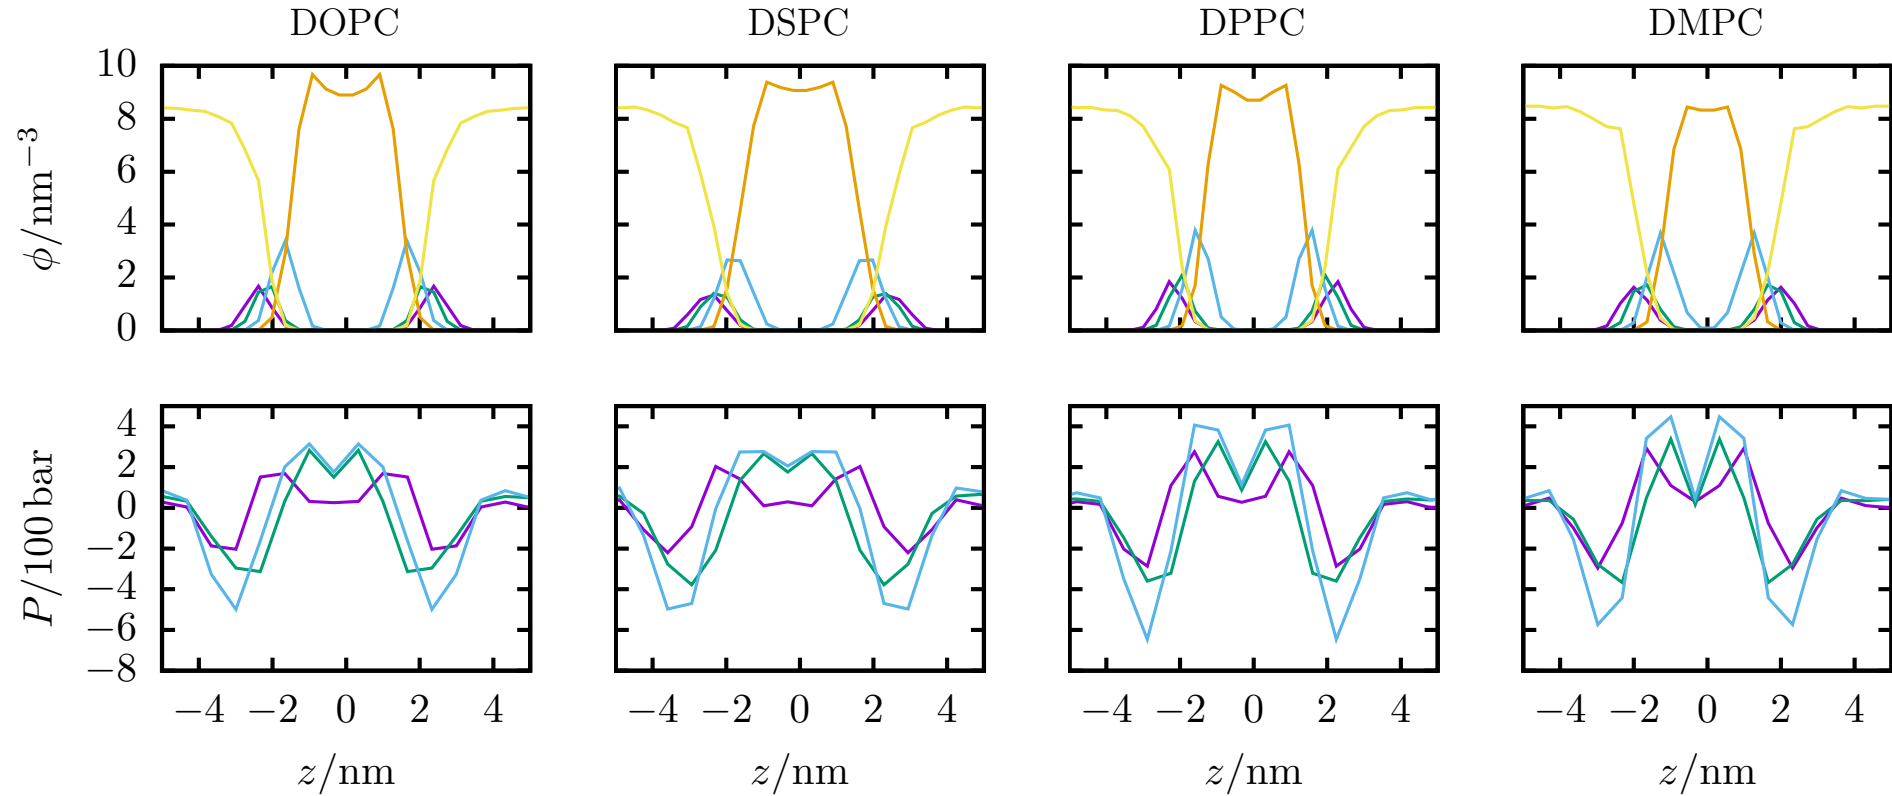 DOPC DSPC DPPC DMPC
10
8
6
4
2
0
ϕ/nm⁻³
4
2
0
−2
−4
−6
−8
P/100 bar
−4 −2 0 2 4 −4 −2 0 2 4 −4 −2 0 2 4 −4 −2 0 2 4
z/nm z/nm z/nm z/nm